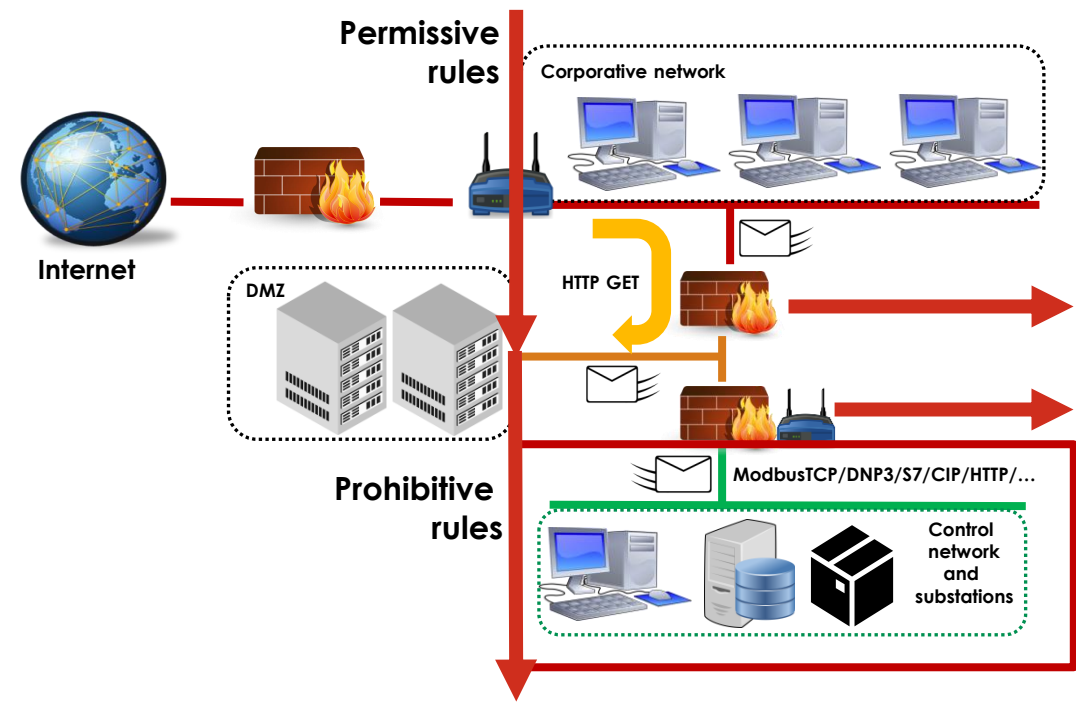 Permissive
rules
Corporative network
Internet
HTTP GET
DMZ
ModbusTCP/DNP3/S7/CIP/HTTP/...
Prohibitive
rules
Control
network
and
substations